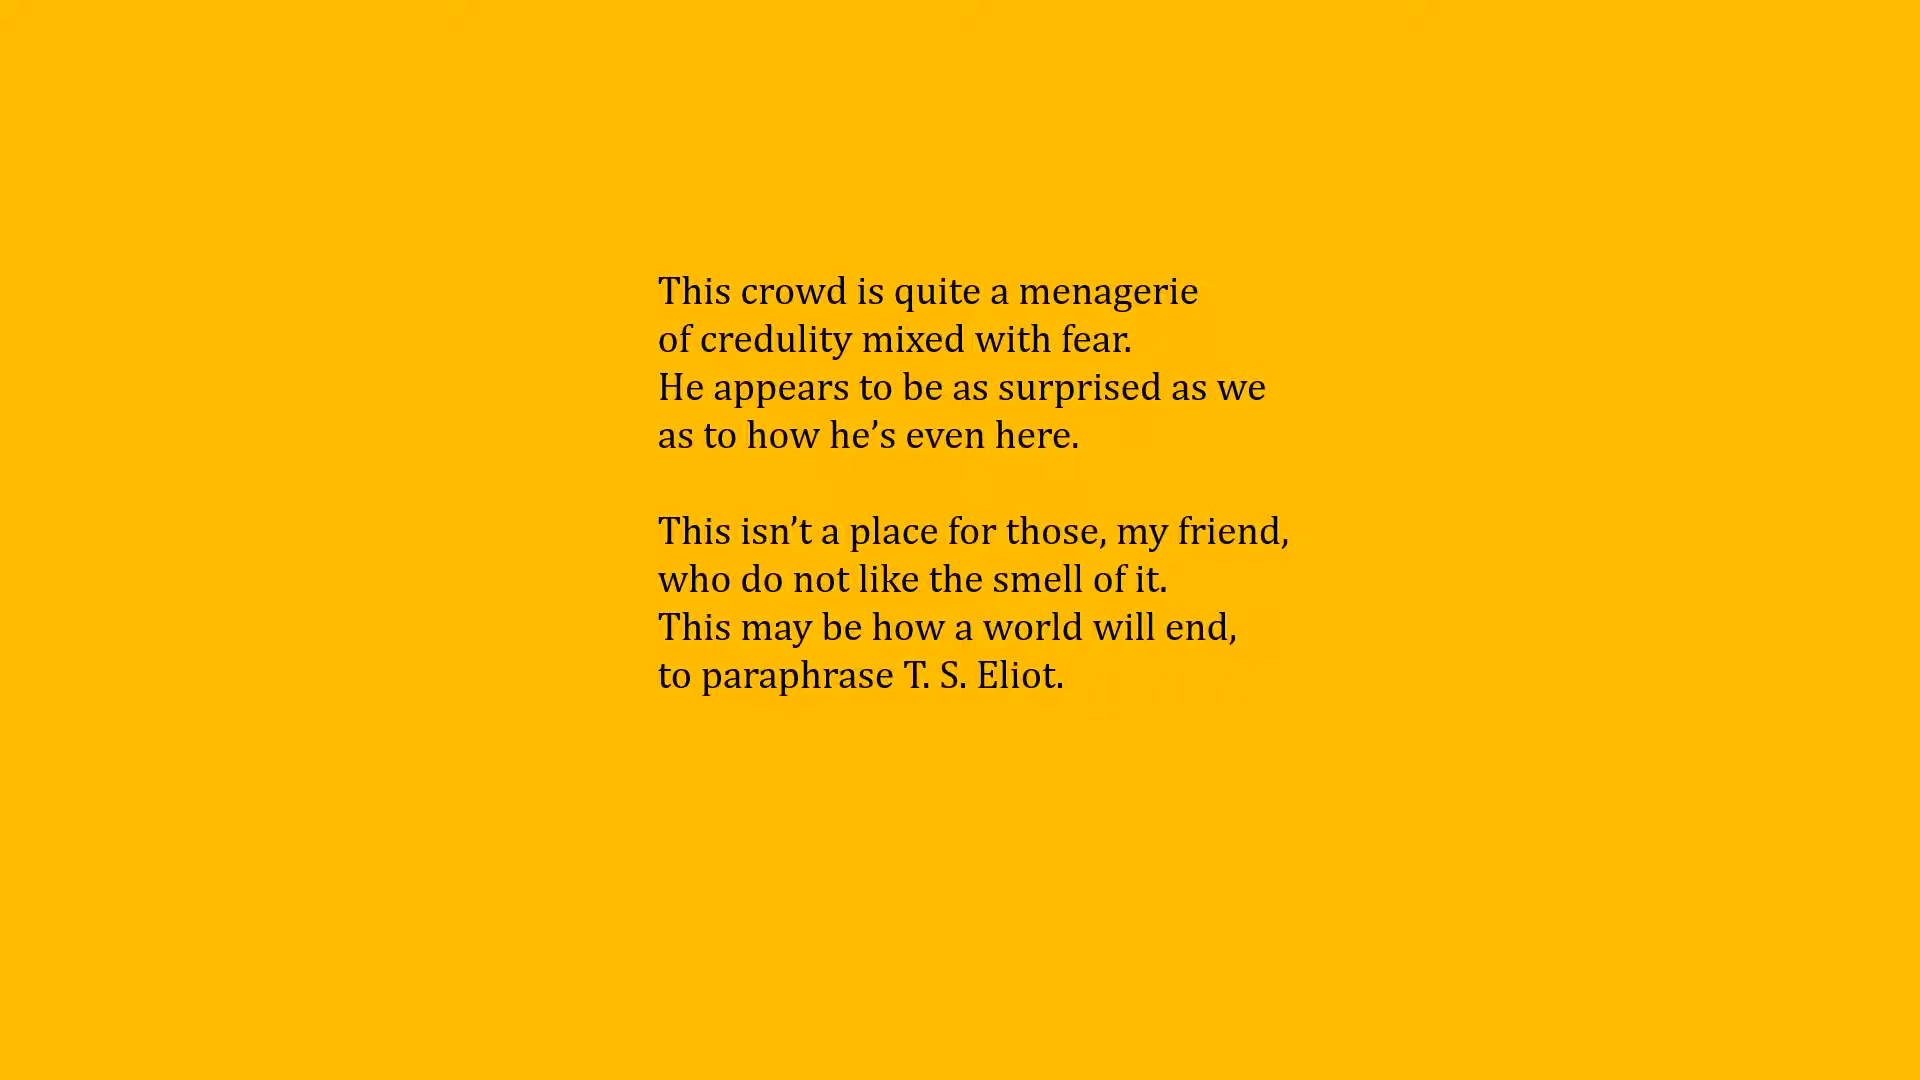 This crowd is quite a menagerie
of credulity mixed with fear.
He appears to be as surprised as we
as to how he’s even here.

This isn’t a place for those, my friend,
who do not like the smell of it.
This may be how a world will end,
to paraphrase T. S. Eliot.